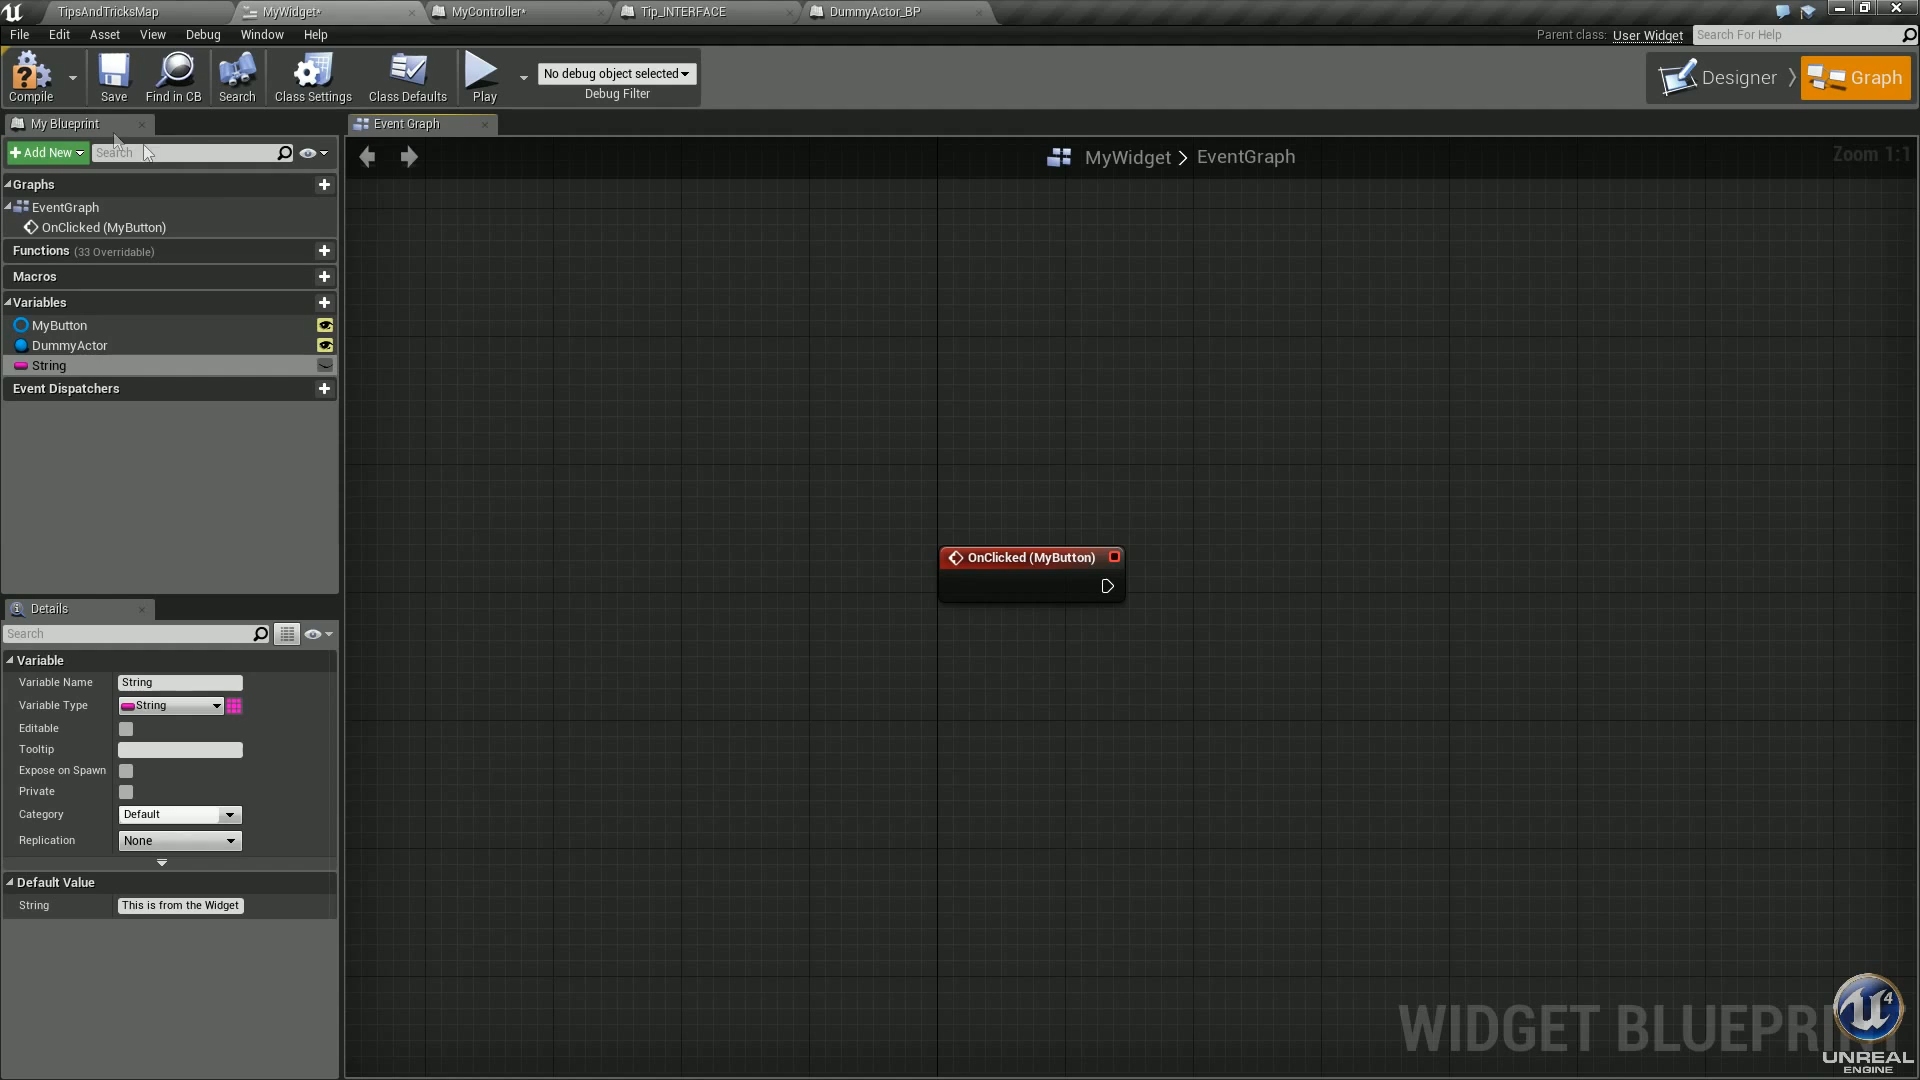 TipsAndTricksMap
MyWidget*
MyController*
Tip_INTERFACE
DummyActor_BP
File Edit Asset View Debug Window Help
Parent class: User Widget
Search For Help
Compile
Save
Find in CB
Search
Class Settings
Class Defaults
Play
No debug object selected
Debug Filter
Designer
Graph
My Blueprint
Event Graph
+ Add New
Search
MyWidget > EventGraph
Zoom 1:1
Graphs
EventGraph
OnClicked (MyButton)
Functions (33 Overridable)
Macros
Variables
MyButton
DummyActor
String
Event Dispatchers
OnClicked (MyButton)
Details
Search
Variable
Variable Name String
Variable Type String
Editable
Tooltip
Expose on Spawn
Private
Category Default
Replication None
Default Value
String This is from the Widget
WIDGET BLUEPRINT
4
UNREAL
ENGINE